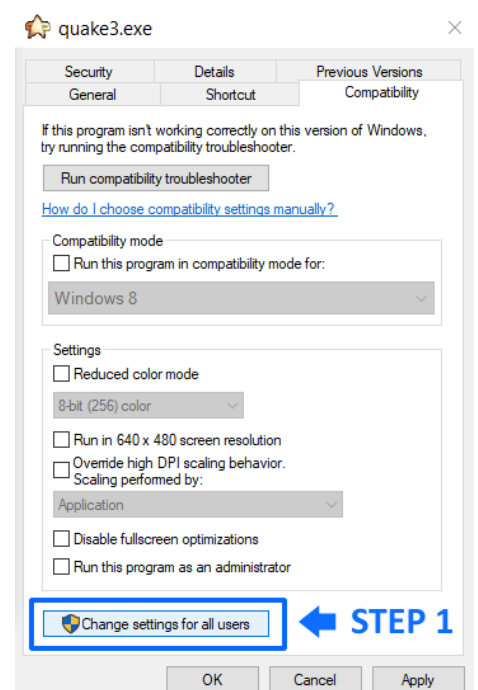 quake3.exe
Security Details Previous Versions
General Shortcut Compatibility
If this program isn't working correctly on this version of Windows,
try running the compatibility troubleshooter.
Run compatibility troubleshooter
How do I choose compatibility settings manually?
Compatibility mode
Run this program in compatibility mode for:
Windows 8
Settings
Reduced color mode
8-bit (256) color
Run in 640 x 480 screen resolution
Override high DPI scaling behavior.
Scaling performed by:
Application
Disable fullscreen optimizations
Run this program as an administrator
Change settings for all users STEP 1
OK Cancel Apply